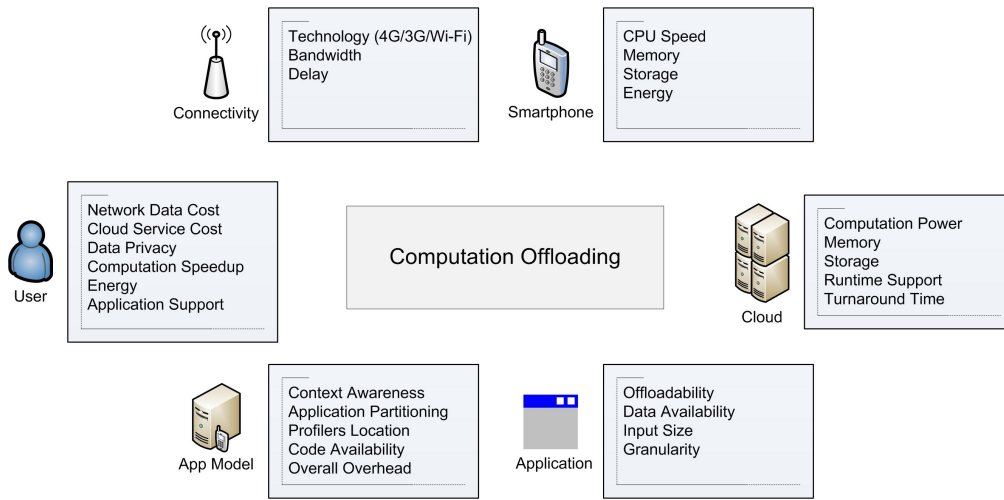 Technology (4G/3G/Wi-Fi)
Bandwidth
Delay
Connectivity
CPU Speed
Memory
Storage
Energy
Smartphone
Network Data Cost
Cloud Service Cost
Data Privacy
Computation Speedup
Energy
Application Support
User
Computation Offloading
Computation Power
Memory
Storage
Runtime Support
Turnaround Time
Cloud
Context Awareness
Application Partitioning
Profilers Location
Code Availability
Overall Overhead
App Model
Offloadability
Data Availability
Input Size
Granularity
Application